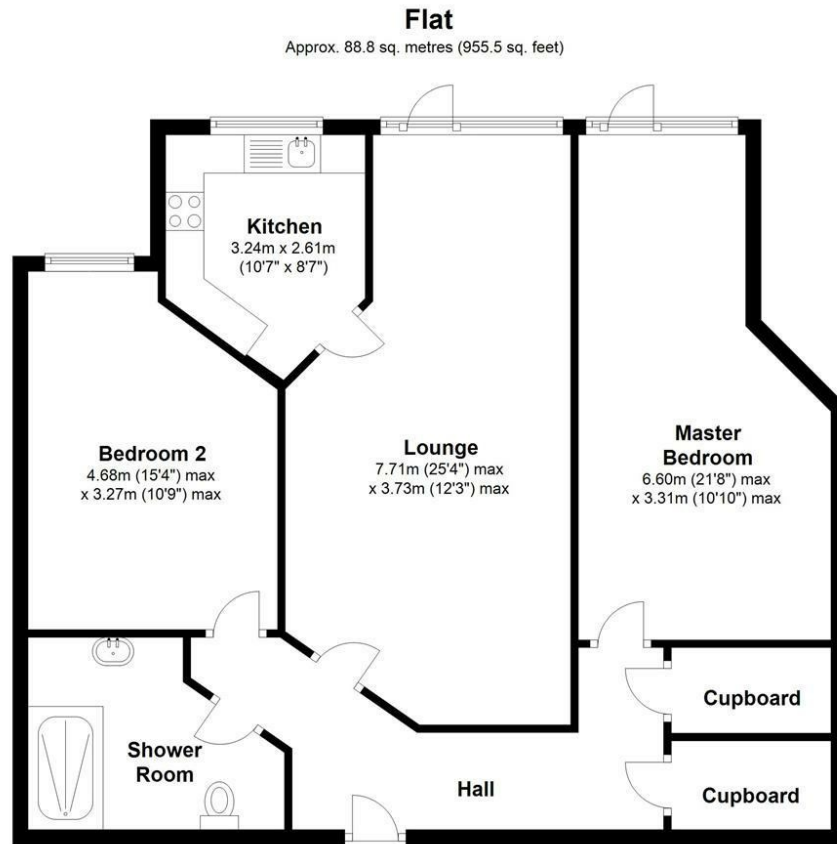 Flat
Approx. 88.8 sq. metres (955.5 sq. feet)
Kitchen
3.24m x 2.61m
(10'7" x 8'7")
Bedroom 2
4.68m (15'4") max
x 3.27m (10'9") max
Lounge
7.71m (25'4") max
x 3.73m (12'3") max
Master
Bedroom
6.60m (21'8") max
x 3.31m (10'10") max
Shower
Room
Hall
Cupboard
Cupboard